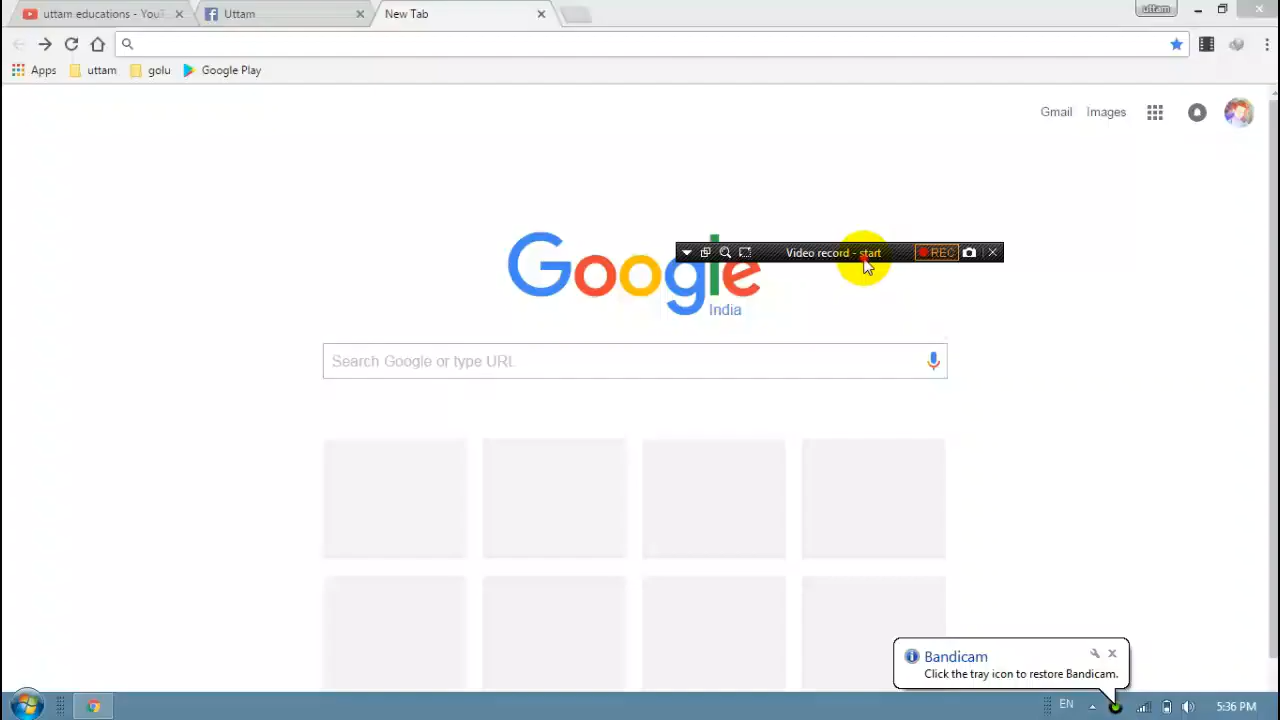 uttam educations - YouT
Uttam
New Tab
uttam
Apps
uttam
golu
Google Play
Gmail
Images
Google
India
Video record - start
REC
Search Google or type URL
Bandicam
Click the tray icon to restore Bandicam.
EN
5:36 PM